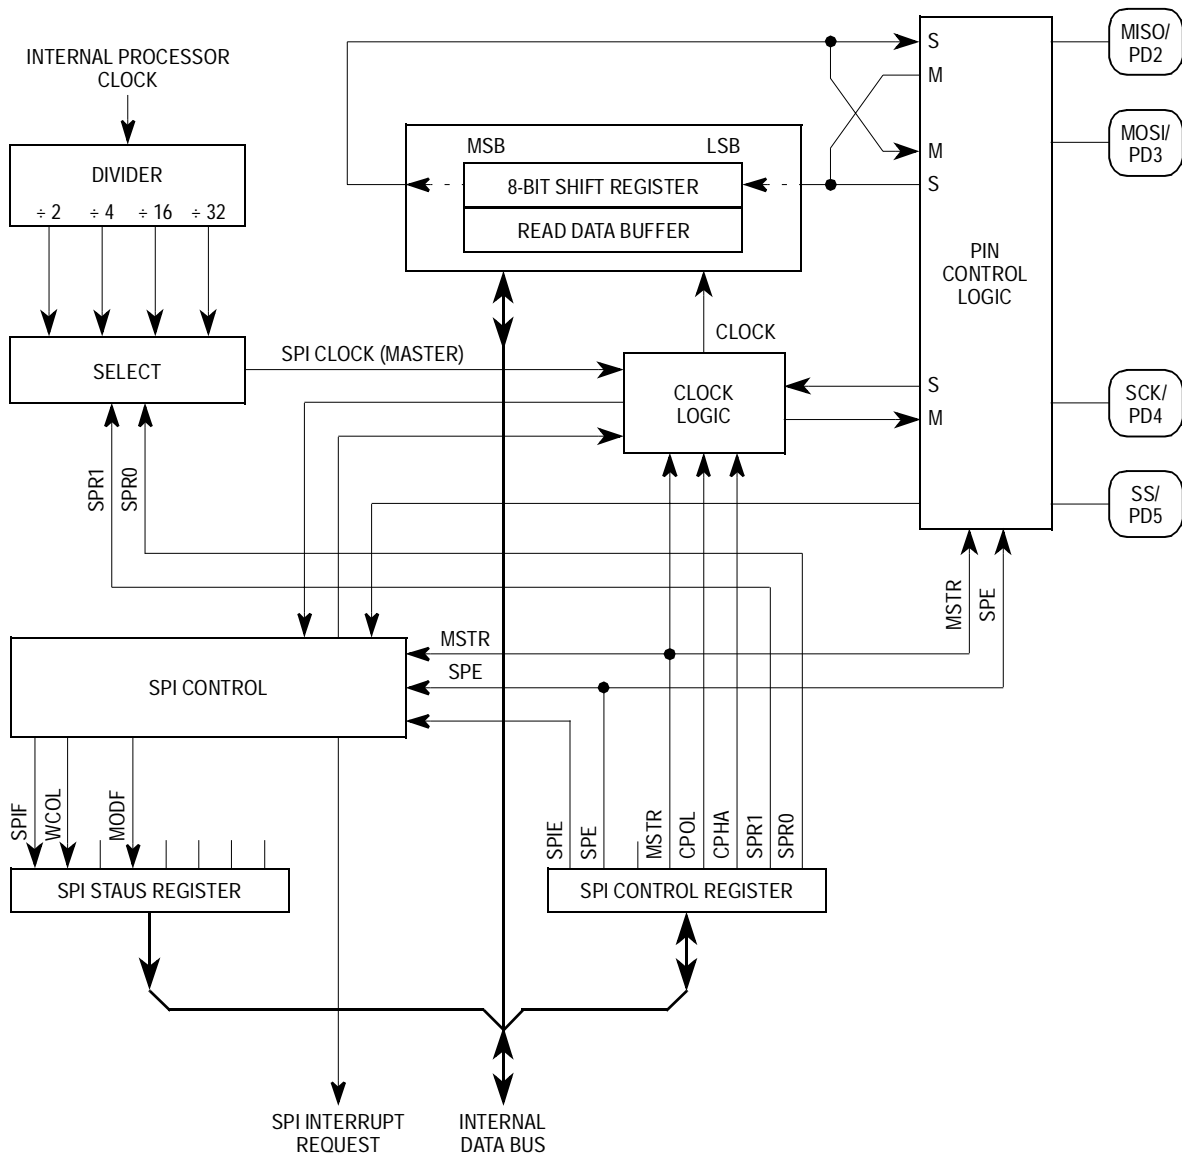 INTERNAL PROCESSOR
CLOCK
DIVIDER
÷ 2 ÷ 4 ÷ 16 ÷ 32
SELECT
SPR1
SPR0
SPI CLOCK (MASTER)
MSB LSB
8-BIT SHIFT REGISTER
READ DATA BUFFER
CLOCK
CLOCK
LOGIC
S
M
M
S
PIN
CONTROL
LOGIC
S
M
MISO/
PD2
MOSI/
PD3
SCK/
PD4
SS/
PD5
MSTR
SPE
MSTR
SPE
SPI CONTROL
SPIF
WCOL
MODF
SPI STAUS REGISTER
SPIE
SPE
MSTR
CPOL
CPHA
SPR1
SPR0
SPI CONTROL REGISTER
SPI INTERRUPT
REQUEST
INTERNAL
DATA BUS